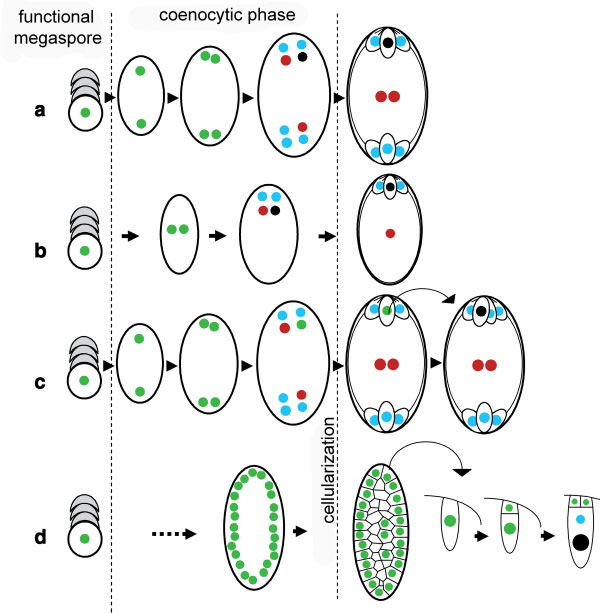 functional
megaspore
coenocytic phase
a
b
c
cellularization
d